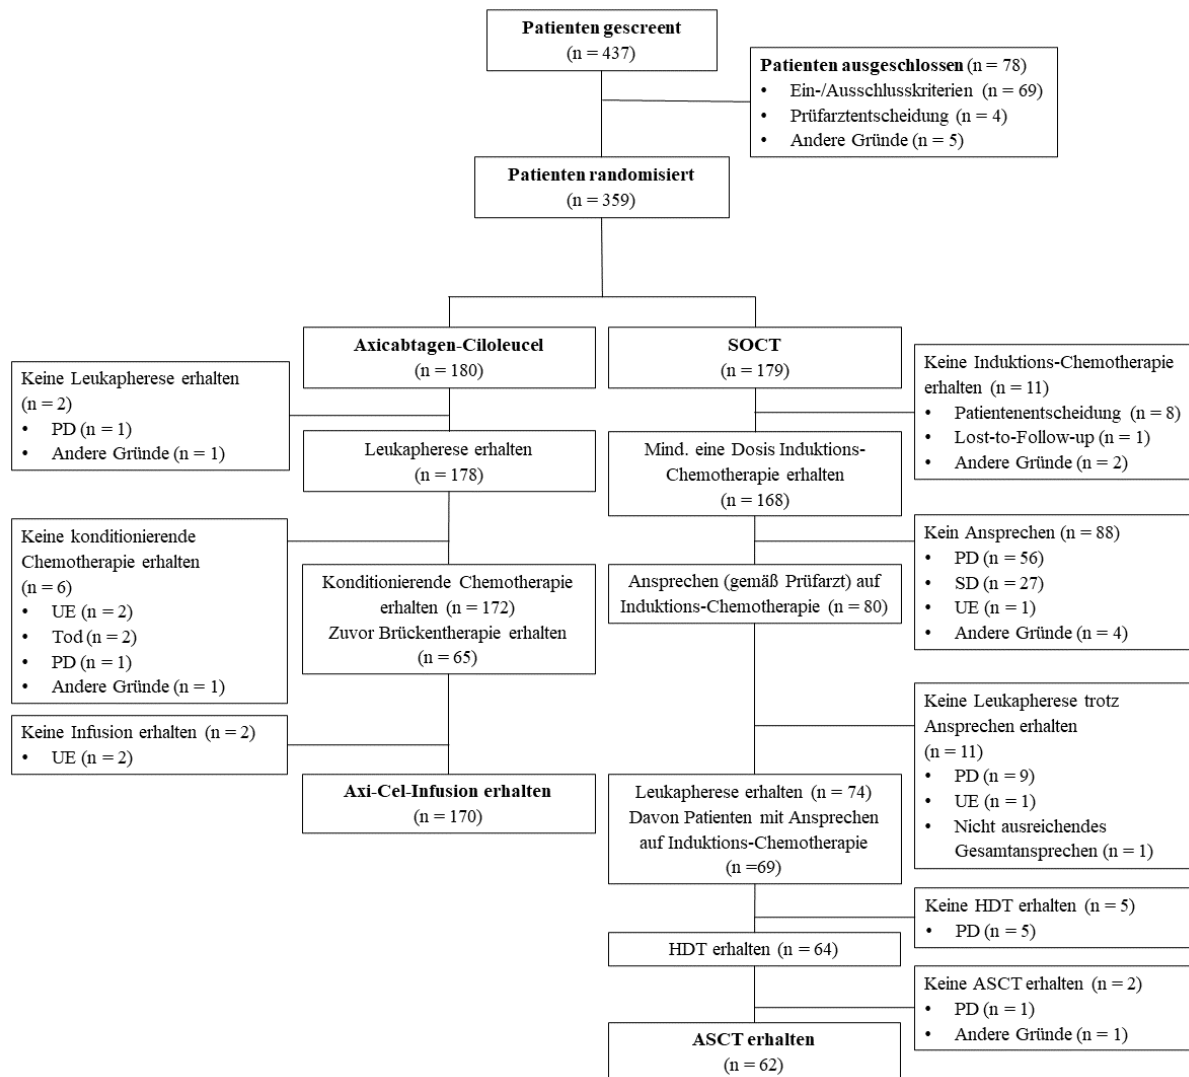 Patienten gescreent
(n = 437)
Patienten ausgeschlossen (n = 78)
• Ein-/Ausschlusskriterien (n = 69)
• Prüfarztentscheidung (n = 4)
• Andere Gründe (n = 5)
Patienten randomisiert
(n = 359)
Axicabtagen-Ciloleucel
(n = 180)
SOCT
(n = 179)
Keine Leukapherese erhalten
(n = 2)
• PD (n = 1)
• Andere Gründe (n = 1)
Keine Induktions-Chemotherapie
erhalten (n = 11)
• Patientenentscheidung (n = 8)
• Lost-to-Follow-up (n = 1)
• Andere Gründe (n = 2)
Leukapherese erhalten
(n = 178)
Mind. eine Dosis Induktions-
Chemotherapie erhalten
(n = 168)
Keine konditionierende
Chemotherapie erhalten
(n = 6)
• UE (n = 2)
• Tod (n = 2)
• PD (n = 1)
• Andere Gründe (n = 1)
Kein Ansprechen (n = 88)
• PD (n = 56)
• SD (n = 27)
• UE (n = 1)
• Andere Gründe (n = 4)
Konditionierende Chemotherapie
erhalten (n = 172)
Zuvor Brückentherapie erhalten
(n = 65)
Ansprechen (gemäß Prüfarzt) auf
Induktions-Chemotherapie (n = 80)
Keine Infusion erhalten (n = 2)
• UE (n = 2)
Keine Leukapherese trotz
Ansprechen erhalten
(n = 11)
• PD (n = 9)
• UE (n = 1)
• Nicht ausreichendes
Gesamtansprechen (n = 1)
Axi-Cel-Infusion erhalten
(n = 170)
Leukapherese erhalten (n = 74)
Davon Patienten mit Ansprechen
auf Induktions-Chemotherapie
(n =69)
Keine HDT erhalten (n = 5)
• PD (n = 5)
HDT erhalten (n = 64)
Keine ASCT erhalten (n = 2)
• PD (n = 1)
• Andere Gründe (n = 1)
ASCT erhalten
(n = 62)